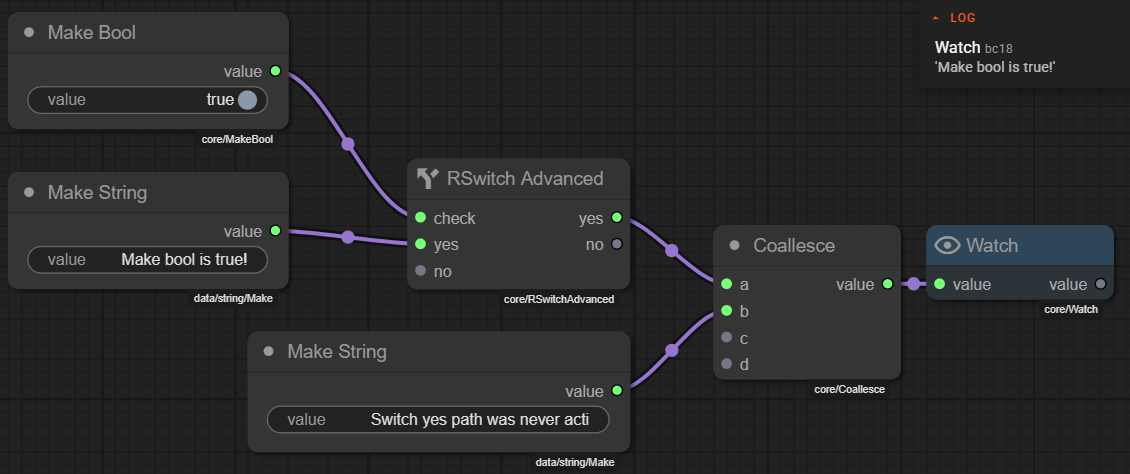 Make Bool
value
value true
core/MakeBool
Make String
value
value Make bool is true!
data/string/Make
RSwitch Advanced
check yes
yes no
no
core/RSwitchAdvanced
Make String
value
value Switch yes path was never acti
data/string/Make
Coallesce
a value
b
c
d
core/Coallesce
Watch
value value
core/Watch
LOG
Watch bc18
'Make bool is true!'